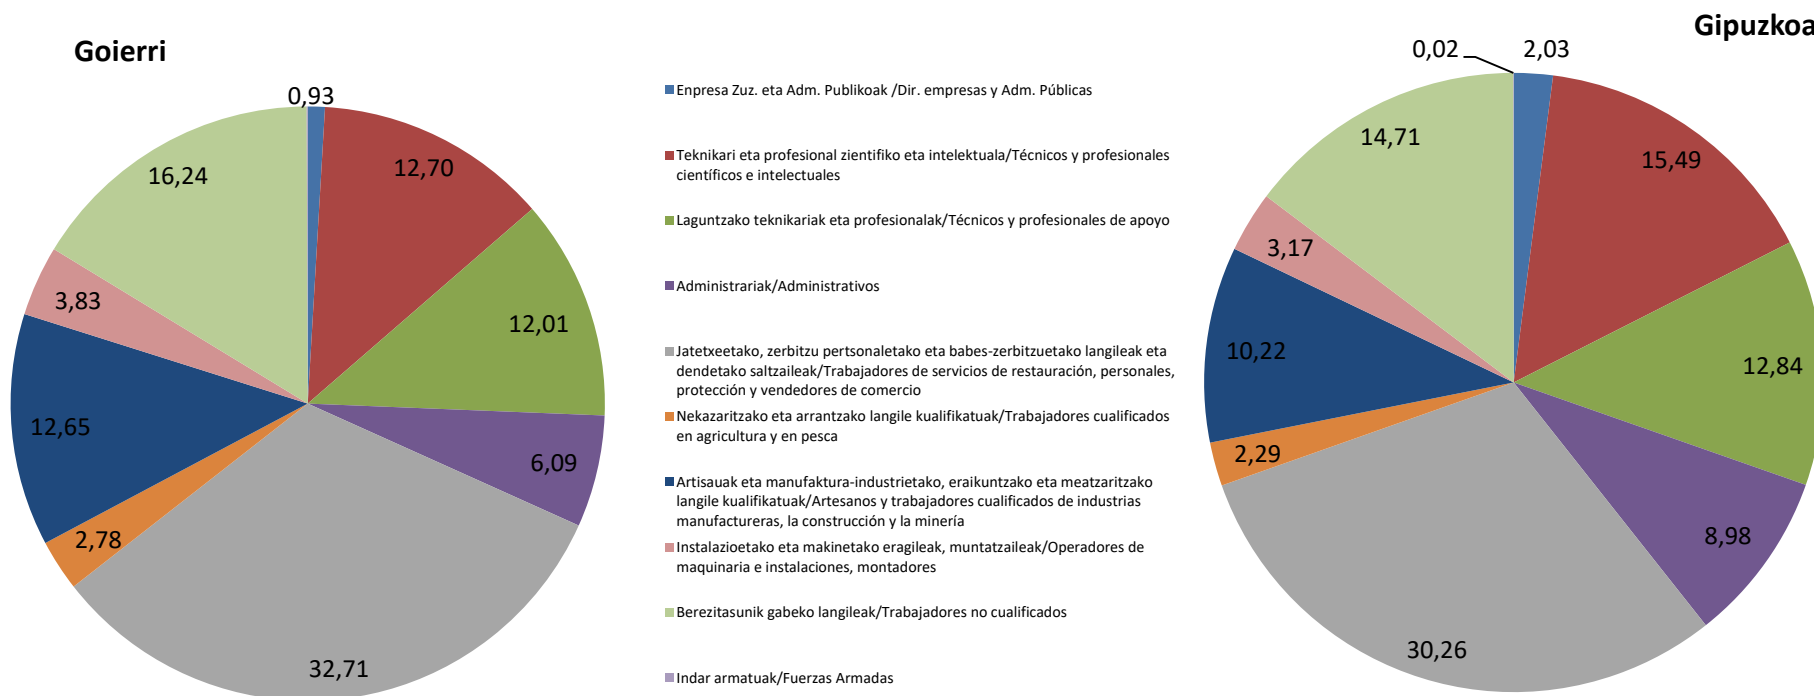 Goierri
0,93
12,70
12,01
6,09
32,71
2,78
12,65
3,83
16,24
Enpresa Zuz. eta Adm. Publikoak /Dir. empresas y Adm. Públicas
Teknikari eta profesional zientifiko eta intelektuala/Técnicos y profesionales
científicos e intelectuales
Laguntzako teknikariak eta profesionalak/Técnicos y profesionales de apoyo
Administrariak/Administrativos
Jatetxeetako, zerbitzu pertsonaletako eta babes-zerbitzuetako langileak eta
dendetako saltzaileak/Trabajadores de servicios de restauración, personales,
protección y vendedores de comercio
Nekazaritzako eta arrantzako langile kualifikatuak/Trabajadores cualificados
en agricultura y en pesca
Artisauak eta manufaktura-industrietako, eraikuntzako eta meatzaritzako
langile kualifikatuak/Artesanos y trabajadores cualificados de industrias
manufactureras, la construcción y la minería
Instalazioetako eta makinetako eragileak, muntatzaileak/Operadores de
maquinaria e instalaciones, montadores
Berezitasunik gabeko langileak/Trabajadores no cualificados
Indar armatuak/Fuerzas Armadas
Gipuzkoa
0,02
2,03
15,49
12,84
8,98
30,26
2,29
10,22
3,17
14,71